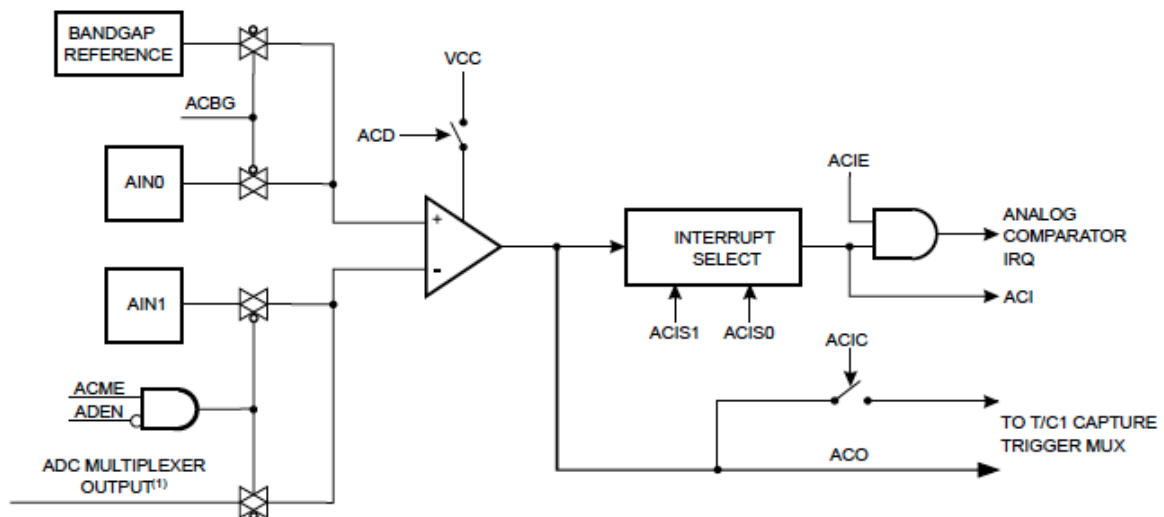 BANDGAP
REFERENCE
ACBG
AIN0
AIN1
ACME
ADEN
ADC MULTIPLEXER
OUTPUT(1)
VCC
ACD
+
-
INTERRUPT
SELECT
ACIS1
ACIS0
ACIE
ANALOG
COMPARATOR
IRQ
ACI
ACIC
TO T/C1 CAPTURE
TRIGGER MUX
ACO